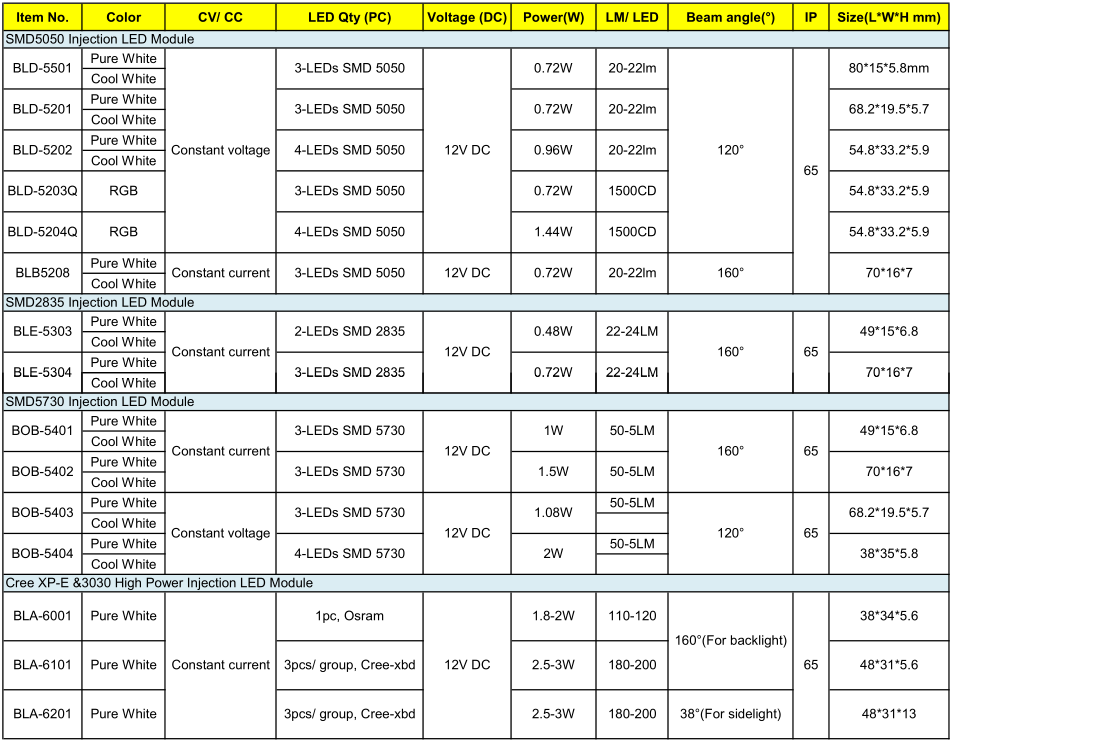 Item No. Color CV/ CC LED Qty (PC) Voltage (DC) Power(W) LM/ LED Beam angle(°) IP Size(L*W*H mm)
SMD5050 Injection LED Module
BLD-5501 Pure White Constant voltage 3-LEDs SMD 5050 12V DC 0.72W 20-22lm 120° 65 80*15*5.8mm
Cool White
BLD-5201 Pure White 3-LEDs SMD 5050 0.72W 20-22lm 68.2*19.5*5.7
Cool White
BLD-5202 Pure White 4-LEDs SMD 5050 0.96W 20-22lm 54.8*33.2*5.9
Cool White
BLD-5203Q RGB 3-LEDs SMD 5050 0.72W 1500CD 54.8*33.2*5.9
BLD-5204Q RGB 4-LEDs SMD 5050 1.44W 1500CD 54.8*33.2*5.9
BLB5208 Pure White Constant current 3-LEDs SMD 5050 12V DC 0.72W 20-22lm 160° 70*16*7
Cool White
SMD2835 Injection LED Module
BLE-5303 Pure White Constant current 2-LEDs SMD 2835 12V DC 0.48W 22-24LM 160° 65 49*15*6.8
Cool White
BLE-5304 Pure White 3-LEDs SMD 2835 0.72W 22-24LM 70*16*7
Cool White
SMD5730 Injection LED Module
BOB-5401 Pure White Constant current 3-LEDs SMD 5730 12V DC 1W 50-5LM 160° 65 49*15*6.8
Cool White
BOB-5402 Pure White 3-LEDs SMD 5730 1.5W 50-5LM 70*16*7
Cool White
BOB-5403 Pure White Constant voltage 3-LEDs SMD 5730 12V DC 1.08W 50-5LM 120° 65 68.2*19.5*5.7
Cool White
BOB-5404 Pure White 4-LEDs SMD 5730 2W 50-5LM 38*35*5.8
Cool White
Cree XP-E &3030 High Power Injection LED Module
BLA-6001 Pure White Constant current 1pc, Osram 12V DC 1.8-2W 110-120 160°(For backlight) 65 38*34*5.6
BLA-6101 Pure White 3pcs/ group, Cree-xbd 2.5-3W 180-200 48*31*5.6
BLA-6201 Pure White 3pcs/ group, Cree-xbd 2.5-3W 180-200 38°(For sidelight) 48*31*13